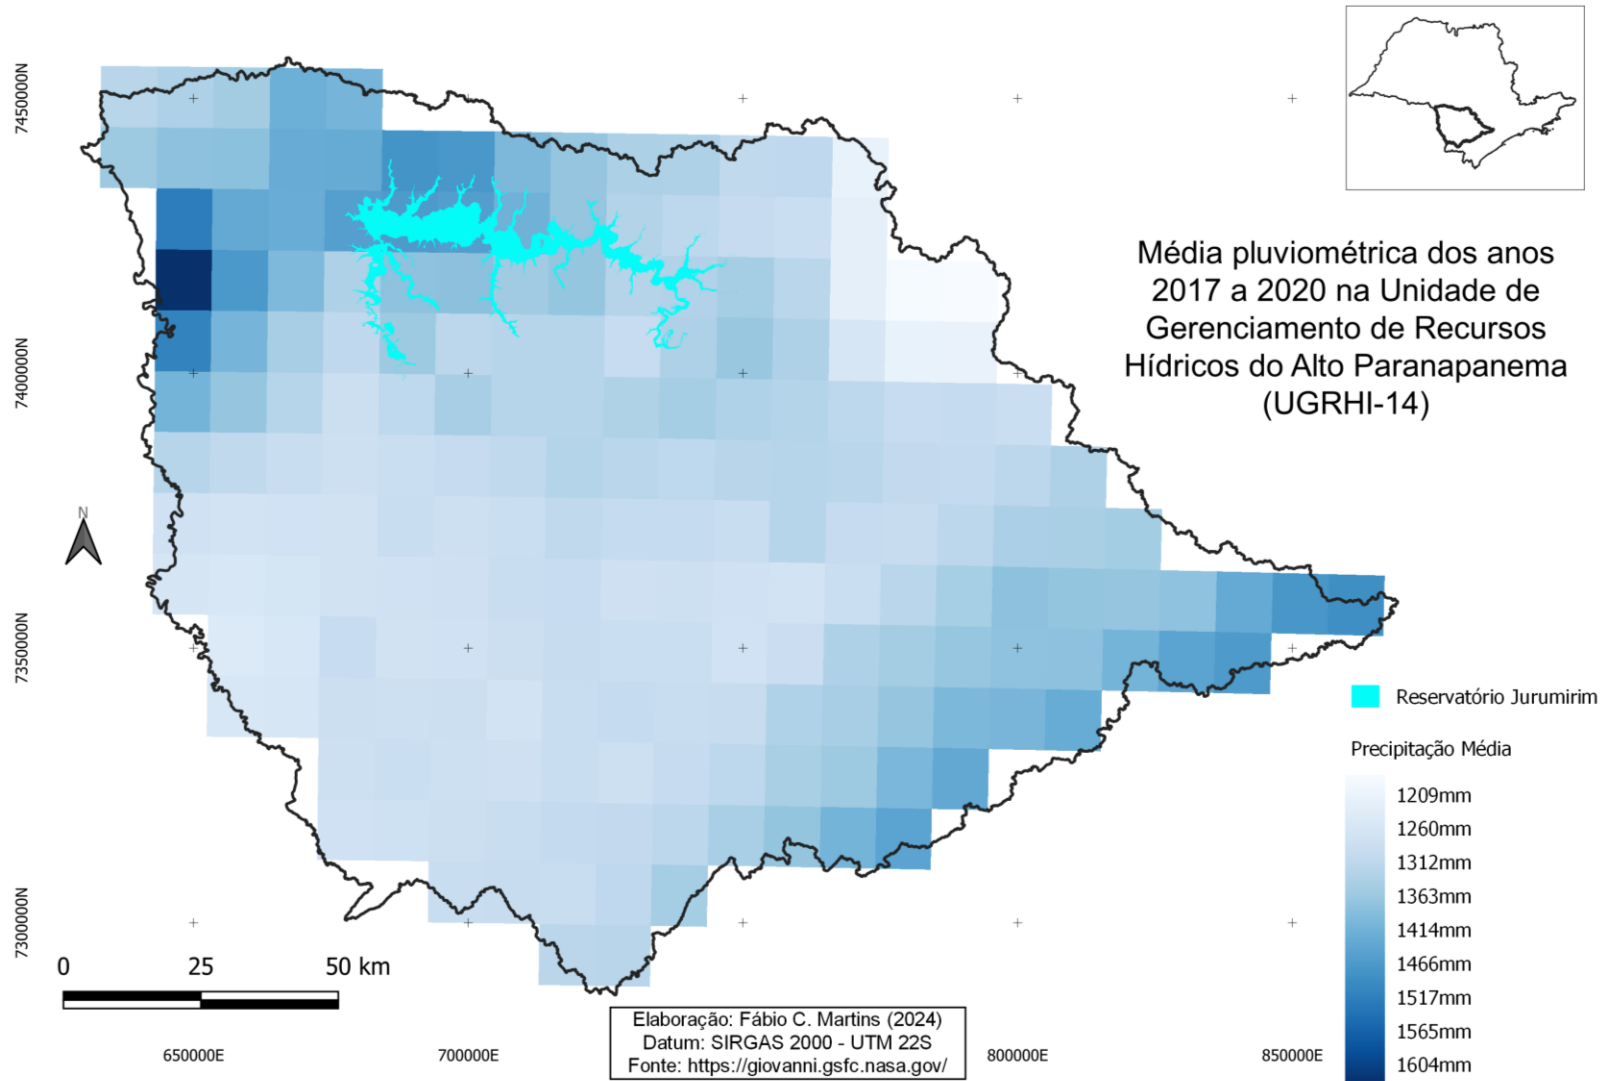 7450000N
7400000N
7350000N
7300000N
N
Média pluviométrica dos anos
2017 a 2020 na Unidade de
Gerenciamento de Recursos
Hídricos do Alto Paranapanema
(UGRHI-14)
Reservatório Jurumirim
Precipitação Média
1209mm
1260mm
1312mm
1363mm
1414mm
1466mm
1517mm
1565mm
1604mm
0 25 50 km
Elaboração: Fábio C. Martins (2024)
Datum: SIRGAS 2000 - UTM 22S
Fonte: https://giovanni.gsfc.nasa.gov/
650000E 700000E 800000E 850000E